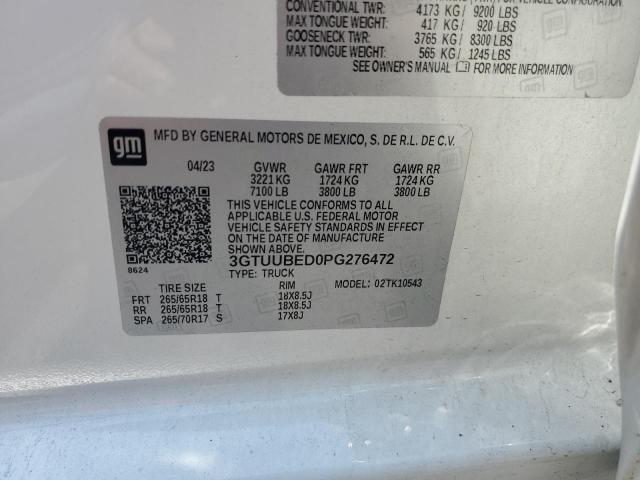 CONVENTIONAL TWR: 4173 KG/ 9200 LBS
MAX TONGUE WEIGHT: 417 KG/ 920 LBS
GOOSENECK TWR: 3765 KG/ 8300 LBS
MAX TONGUE WEIGHT: 565 KG/ 1245 LBS
SEE OWNER'S MANUAL FOR MORE INFORMATION
gm MFD BY GENERAL MOTORS DE MEXICO, S. DE R.L. DE C.V.
04/23 GVWR GAWR FRT GAWR RR
3221 KG 1724 KG 1724 KG
7100 LB 3800 LB 3800 LB
THIS VEHICLE CONFORMS TO ALL
APPLICABLE U.S. FEDERAL MOTOR
VEHICLE SAFETY STANDARDS IN EFFECT
ON THE DATE OF MANUFACTURE
SHOWN ABOVE.
3GTUUBED0PG276472
8624
TYPE: TRUCK
MODEL: 02TK10543
TIRE SIZE RIM
FRT 265/65R18 T 18X8.5J
RR 265/65R18 T 18X8.5J
SPA 265/70R17 S 17X8J